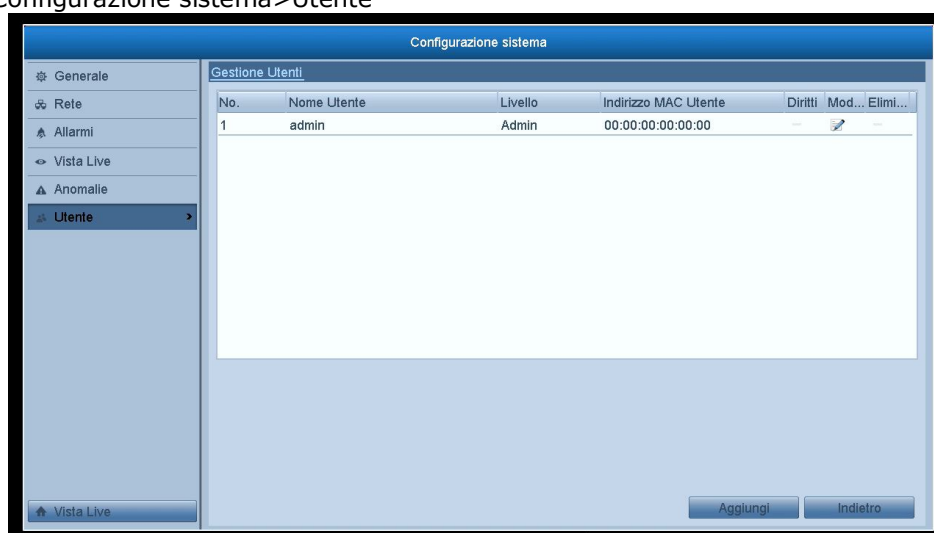 Configurazione sistema>Utente
Configurazione sistema
Generale
Rete
Allarmi
Vista Live
Anomalie
Utente >
Vista Live
Gestione Utenti
No. Nome Utente Livello Indirizzo MAC Utente Diritti Mod... Elimi...
1 admin Admin 00:00:00:00:00:00 — —
Aggiungi Indietro